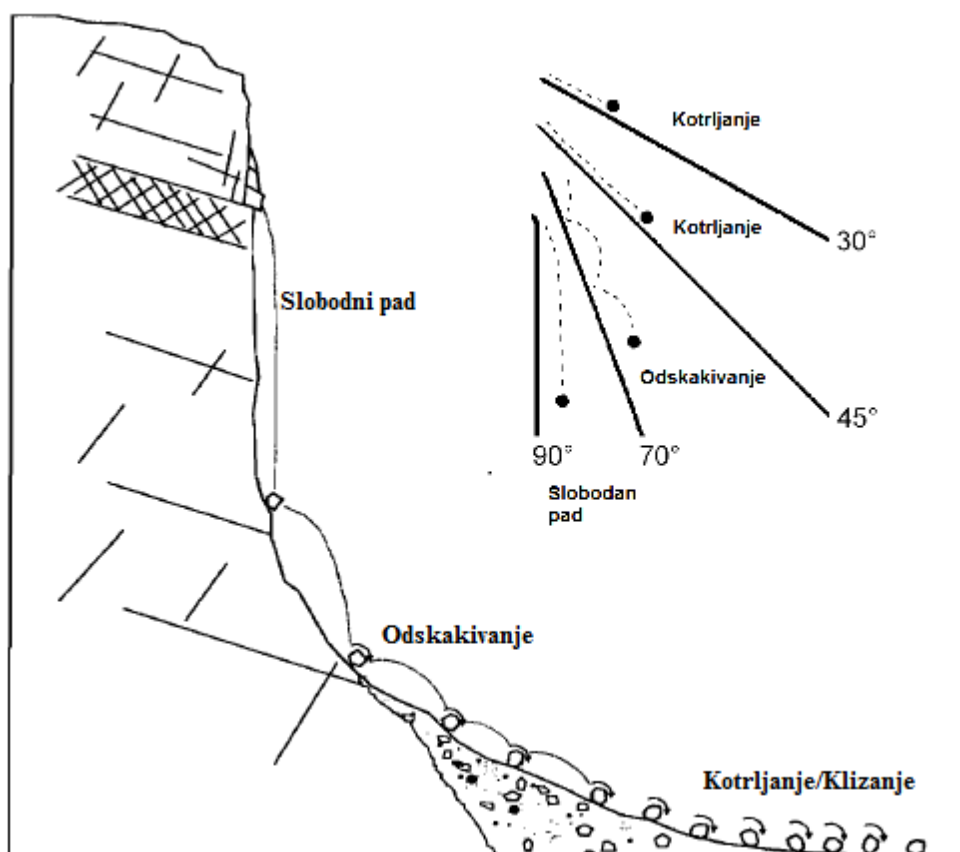 Kotrljanje
Kotrljanje
30°
Slobodni pad
Odskakivanje
45°
90°
70°
Slobodan
pad
Odskakivanje
Kotrljanje/Klizanje